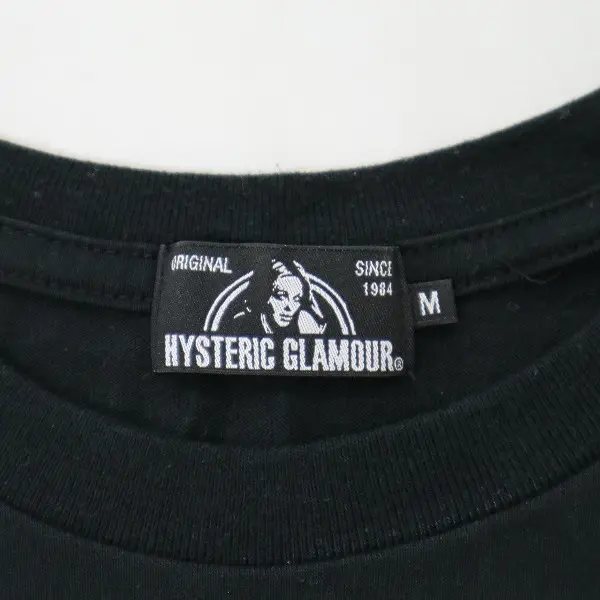 ORIGINAL SINCE
1984
HYSTERIC GLAMOUR®
M